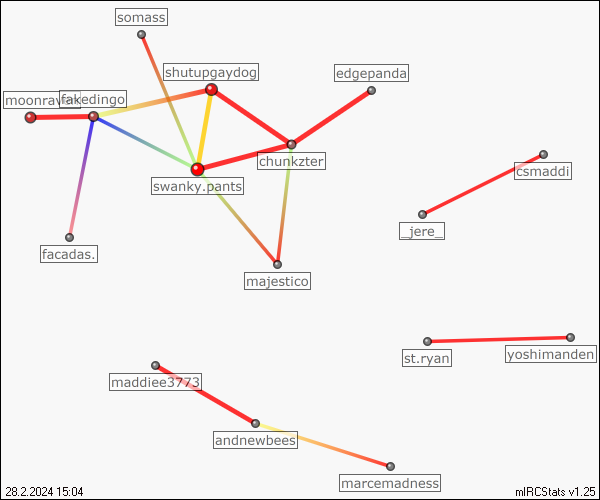 somass
shutupgaydog
edgepanda
fakedingo
chunkzter
csmaddi
swanky.pants
_jere_
facadas.
majestico
st.ryan
yoshimanden
maddiee3773
andnewbees
marcemadness
28.2.2024 15:04
mIRCStats v1.25